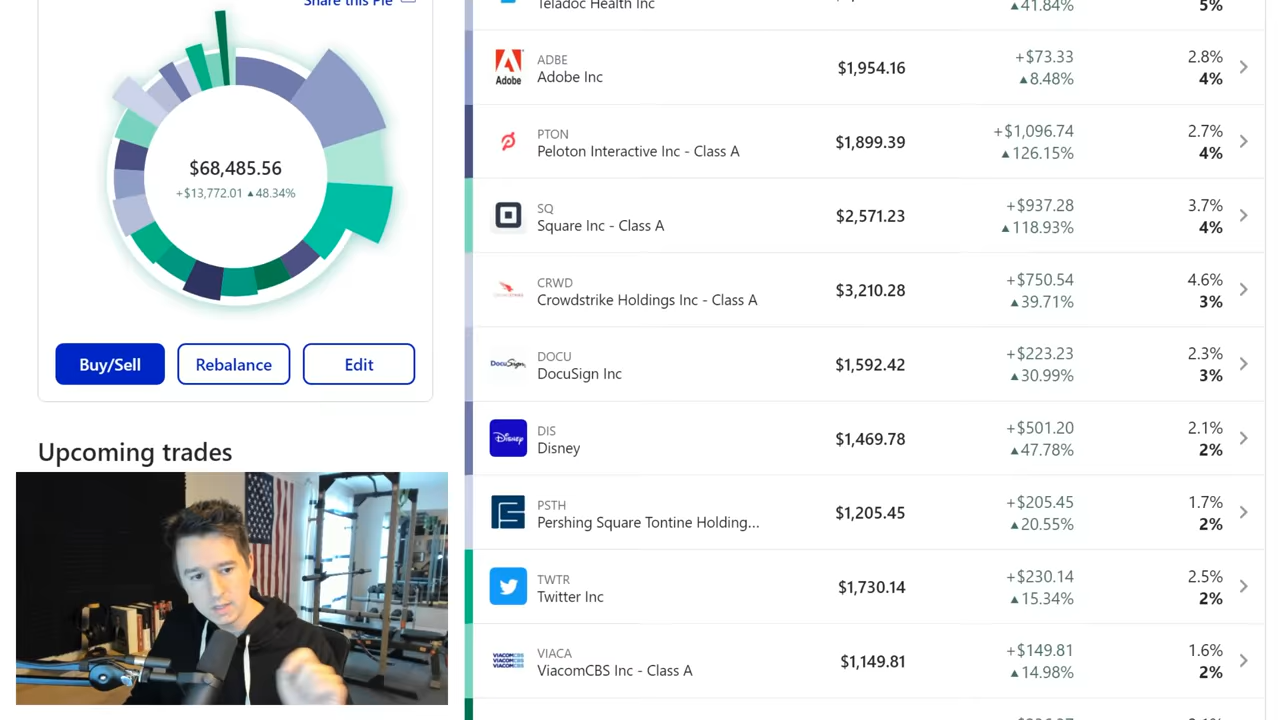 Share this Pie
$68,485.56
+$13,772.01 ▲48.34%
Buy/Sell
Rebalance
Edit
Upcoming trades
Teladoc Health Inc
▲41.84%
5%
ADBE
Adobe Inc
Adobe
$1,954.16
+$73.33
▲8.48%
2.8%
4%
PTON
Peloton Interactive Inc - Class A
$1,899.39
+$1,096.74
▲126.15%
2.7%
4%
SQ
Square Inc - Class A
$2,571.23
+$937.28
▲118.93%
3.7%
4%
CRWD
Crowdstrike Holdings Inc - Class A
$3,210.28
+$750.54
▲39.71%
4.6%
3%
DocuSign
DOCU
DocuSign Inc
$1,592.42
+$223.23
▲30.99%
2.3%
3%
Disney
DIS
Disney
$1,469.78
+$501.20
▲47.78%
2.1%
2%
PSTH
Pershing Square Tontine Holding...
$1,205.45
+$205.45
▲20.55%
1.7%
2%
TWTR
Twitter Inc
$1,730.14
+$230.14
▲15.34%
2.5%
2%
VIACOMCBS
VIACOMCBS
VIACOMCBS
VIACA
ViacomCBS Inc - Class A
$1,149.81
+$149.81
▲14.98%
1.6%
2%